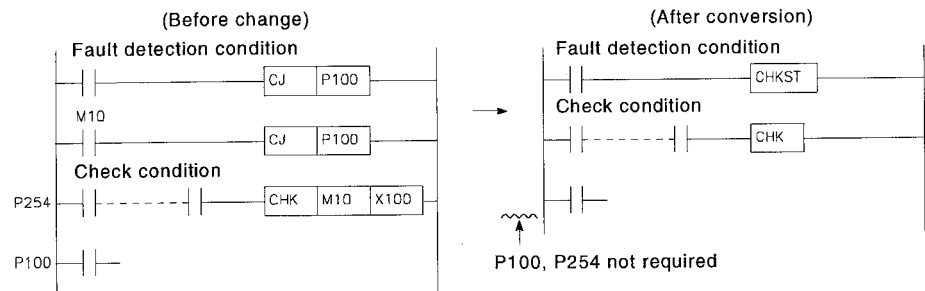 (Before change)
Fault detection condition
CJ P100
M10
CJ P100
Check condition
P254 CHK M10 X100
P100
(After conversion)
Fault detection condition
CHKST
Check condition
CHK
P100, P254 not required